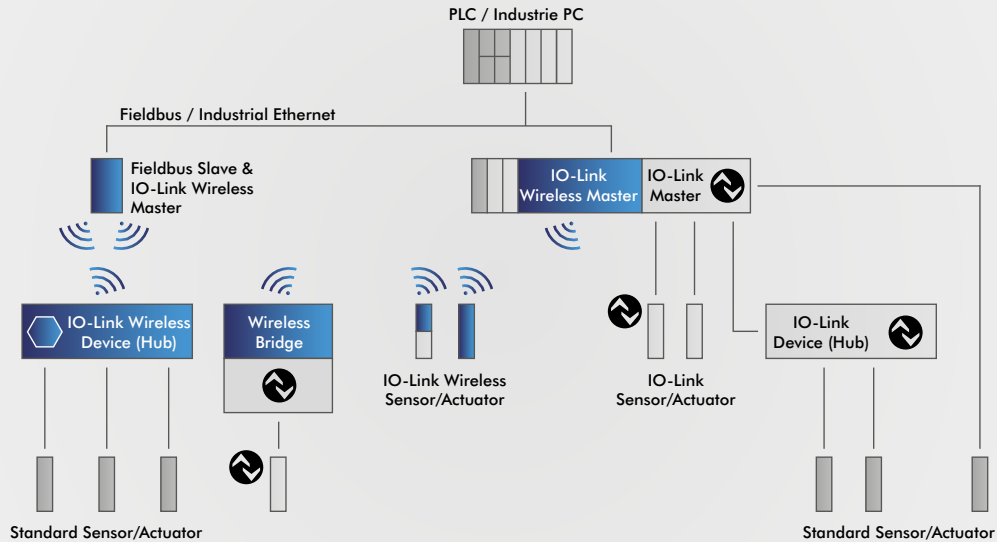 PLC / Industrie PC
Fieldbus / Industrial Ethernet
Fieldbus Slave &
IO-Link Wireless
Master
IO-Link
Wireless Master
IO-Link
Master
IO-Link Wireless
Device (Hub)
Wireless
Bridge
IO-Link Wireless
Sensor/Actuator
IO-Link
Sensor/Actuator
IO-Link
Device (Hub)
Standard Sensor/Actuator
Standard Sensor/Actuator